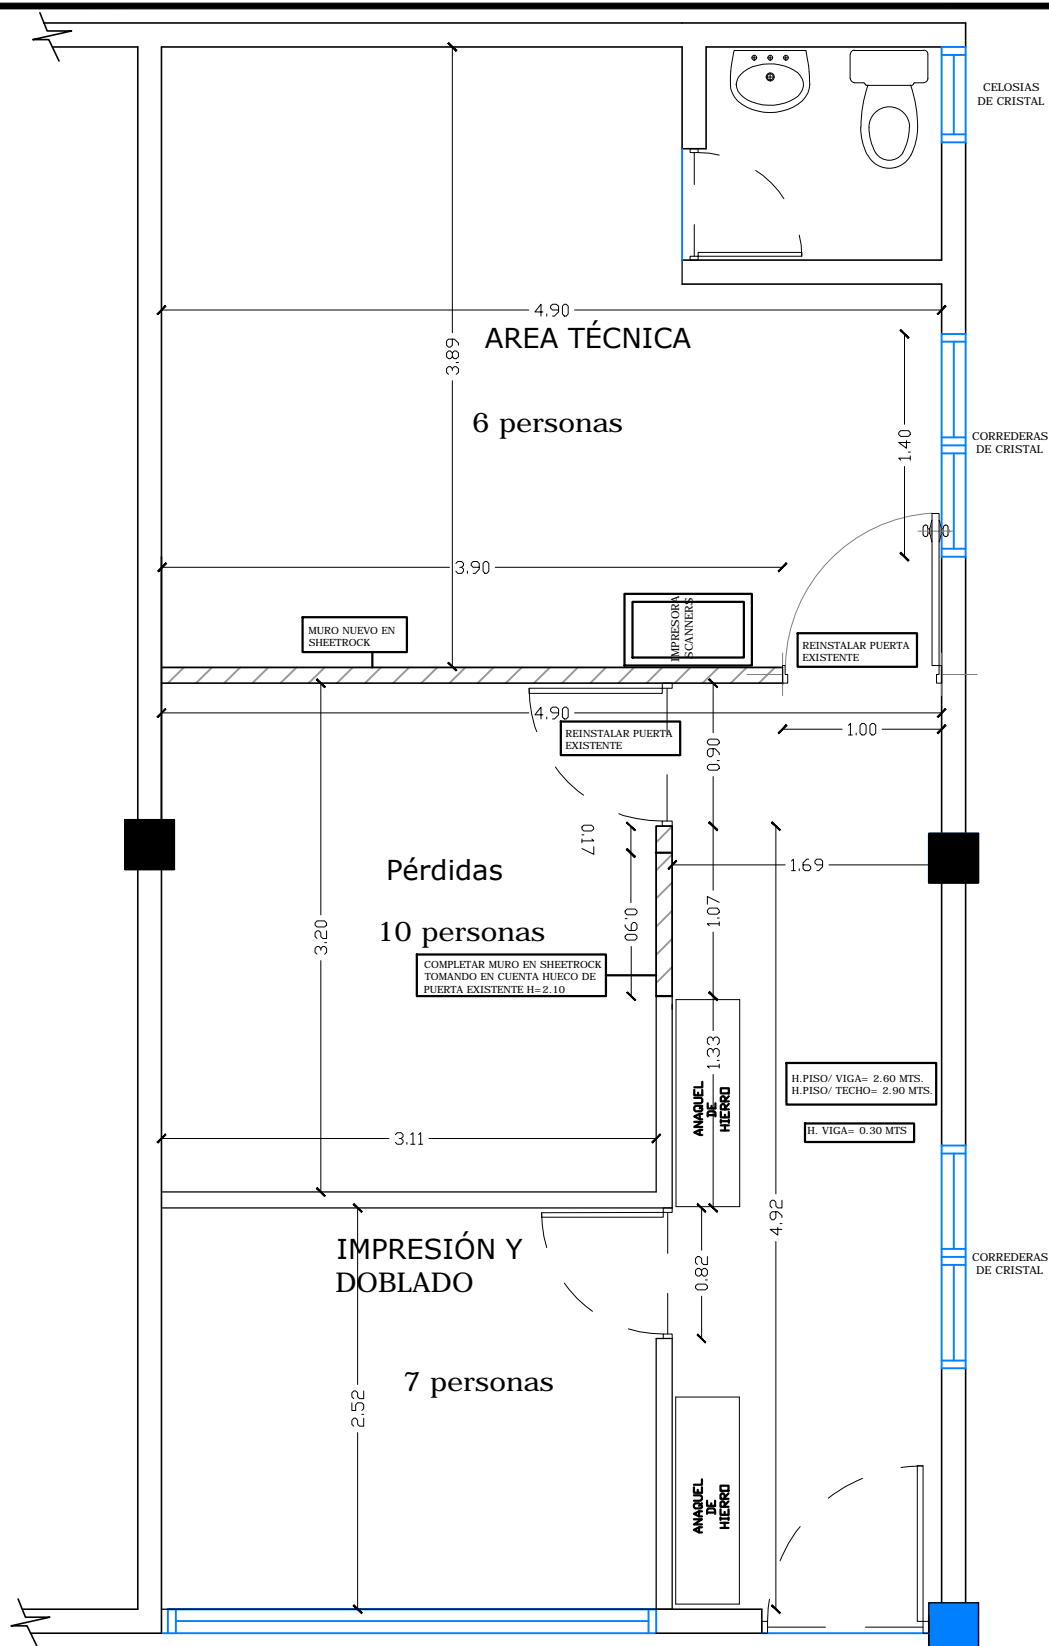 CELOSIAS
DE CRISTAL
4.90
AREA TÉCNICA
3.89
6 personas
1.40
CORREDERAS
DE CRISTAL
3.90
MURO NUEVO EN
SHEETROCK
IMPRESORA
SCANNERS
REINSTALAR PUERTA
EXISTENTE
4.90
1.00
REINSTALAR PUERTA
EXISTENTE
0.90
0.17
1.69
Pérdidas
10 personas
3.20
0.90
1.07
COMPLETAR MURO EN SHEETROCK
TOMANDO EN CUENTA HUECO DE
PUERTA EXISTENTE H=2.10
1.33
ANAQUEL
DE
HIERRO
H.PISO/ VIGA= 2.60 MTS.
H.PISO/ TECHO= 2.90 MTS.
H. VIGA= 0.30 MTS
3.11
4.92
IMPRESIÓN Y
DOBLADO
0.82
CORREDERAS
DE CRISTAL
7 personas
2.52
ANAQUEL
DE
HIERRO